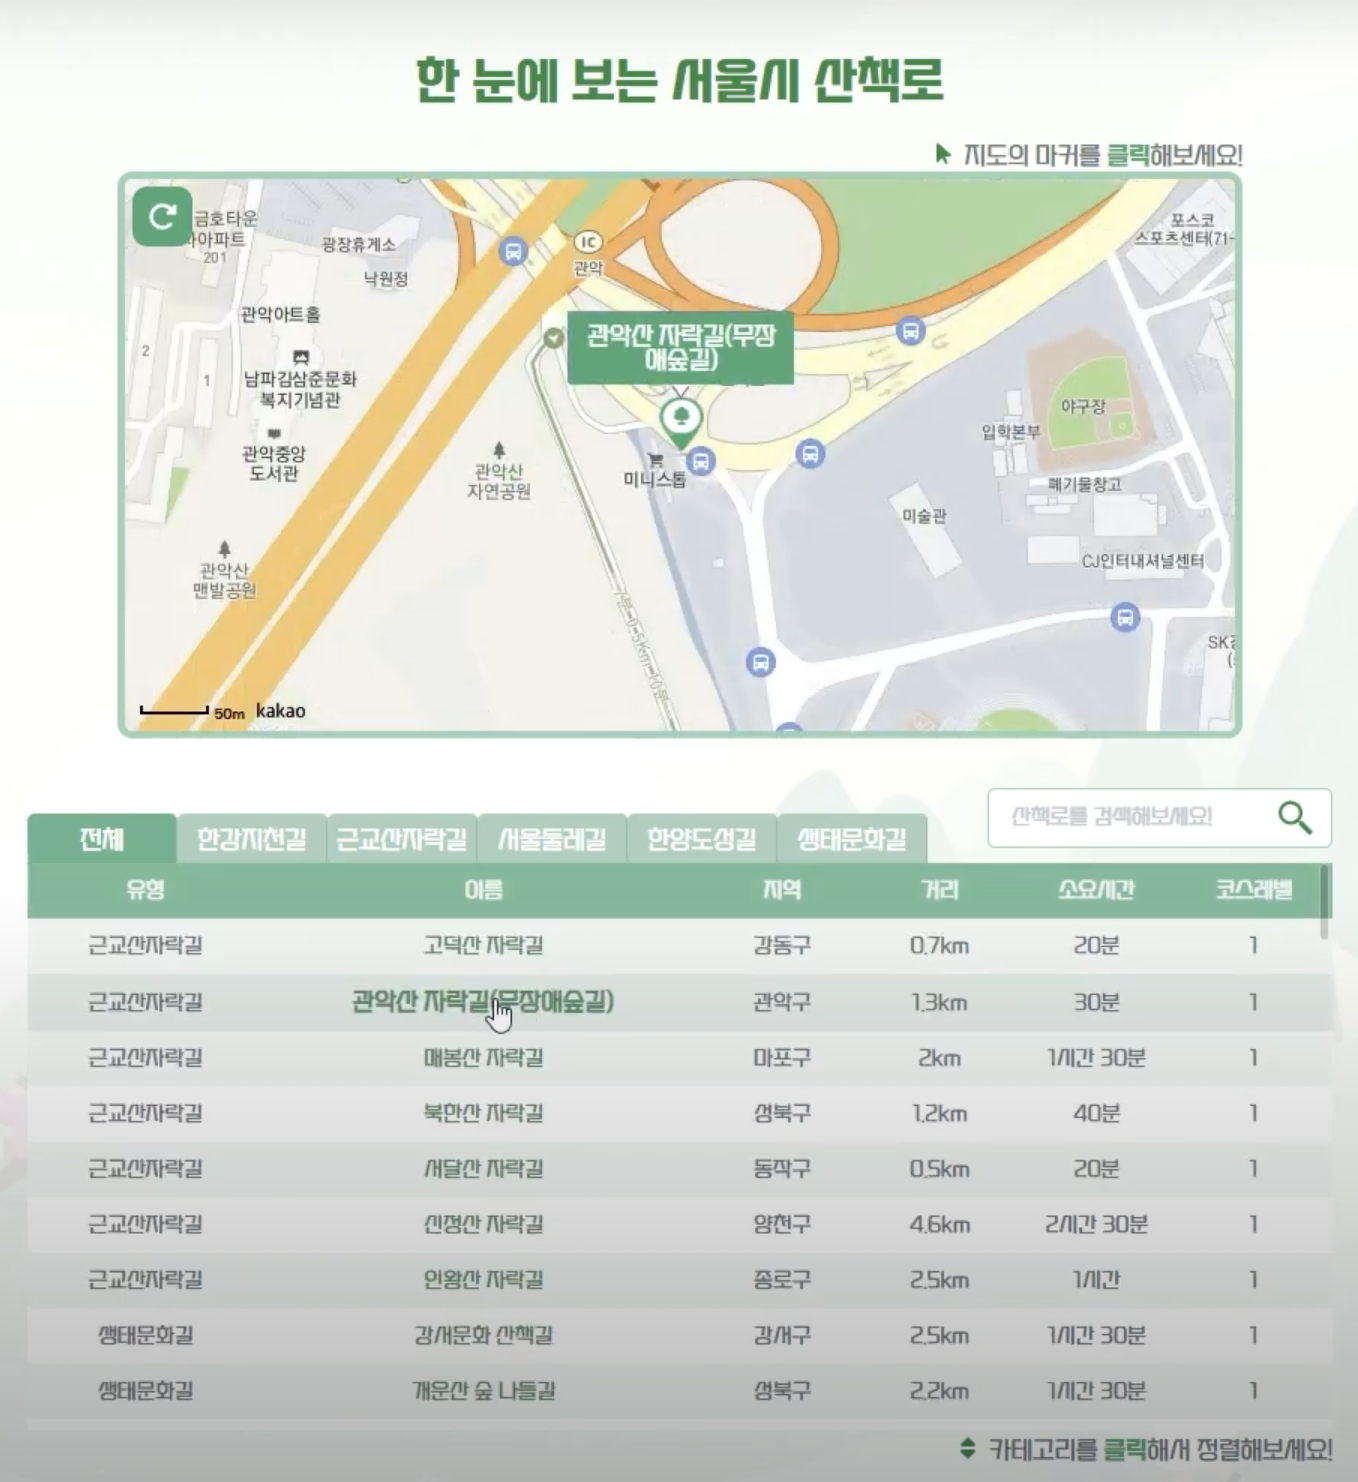 한 눈에 보는 서울시 산책로
지도의 마커를 클릭해보세요!
금호타운
아파트
201
광장휴게소
낙원정
IC
관악
포스코
스포츠센터(71-
관악아트홀
관악산 자락길(무장
애숲길)
2
1
남파김삼준문화
복지기념관
야구장
입학본부
관악중앙
도서관
관악산
자연공원
미니스톱
폐기물창고
미술관
CJ인터내셔널센터
관악산
맨발공원
50m kakao
산책로를 검색해보세요!
전체 한강지천길 근교산자락길 서울둘레길 한양도성길 생태문화길
유형 이름 지역 거리 소요시간 코스레벨
근교산자락길 고덕산 자락길 강동구 0.7km 20분 1
근교산자락길 관악산 자락길(무장애숲길) 관악구 1.3km 30분 1
근교산자락길 매봉산 자락길 마포구 2km 1시간 30분 1
근교산자락길 북한산 자락길 성북구 1.2km 40분 1
근교산자락길 서달산 자락길 동작구 0.5km 20분 1
근교산자락길 신정산 자락길 양천구 4.6km 2시간 30분 1
근교산자락길 인왕산 자락길 종로구 2.5km 1시간 1
생태문화길 강서문화 산책길 강서구 2.5km 1시간 30분 1
생태문화길 개운산 숲 나들길 성북구 2.2km 1시간 30분 1
카테고리를 클릭해서 정렬해보세요!